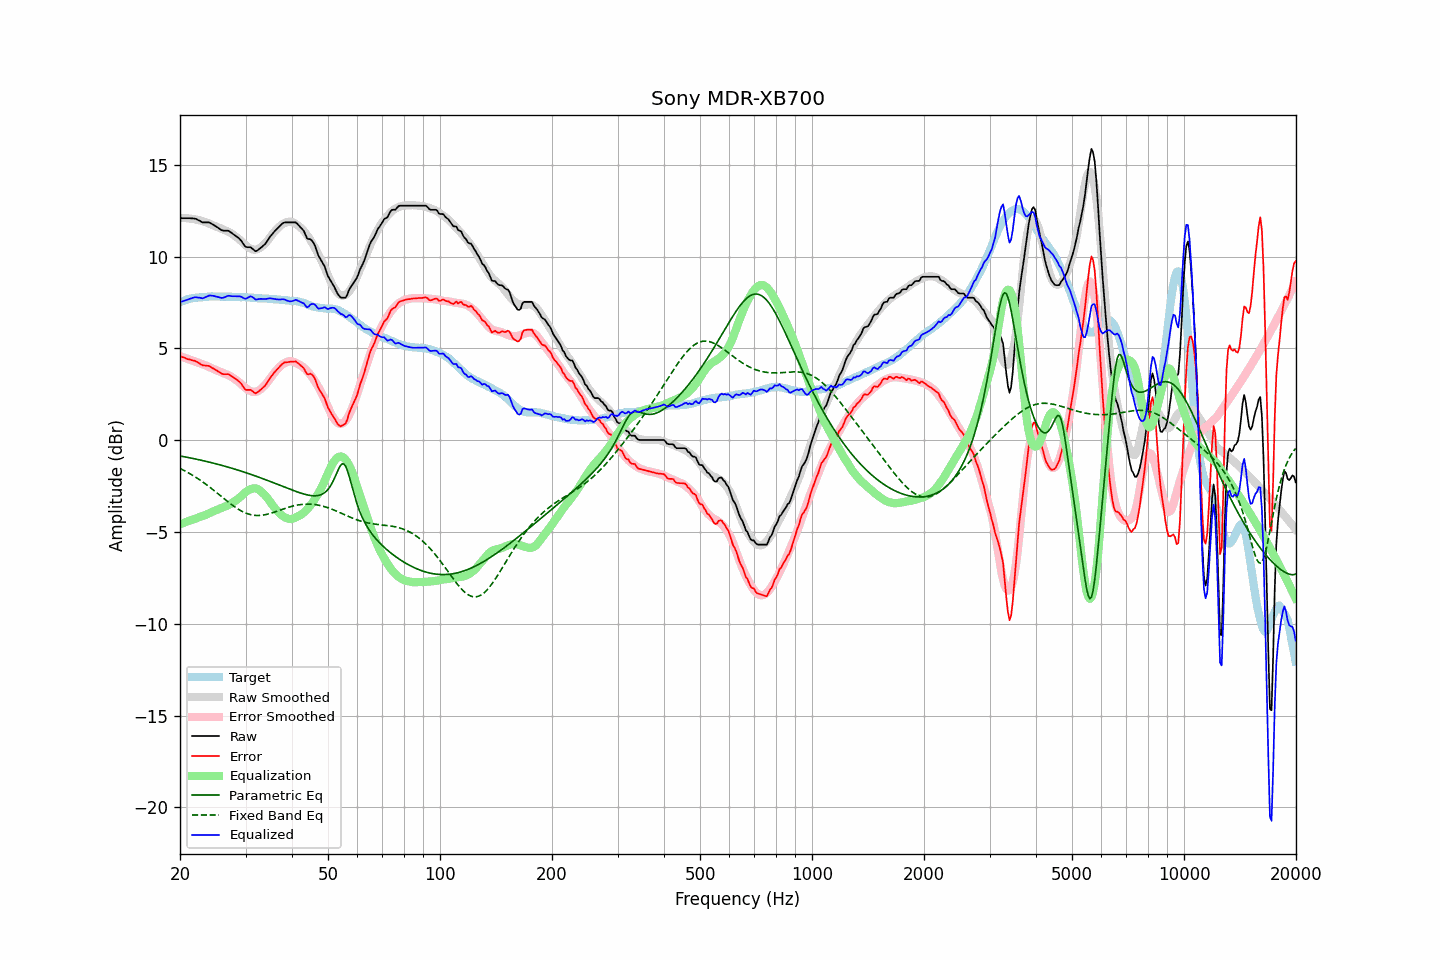 Sony MDR-XB700
Amplitude (dBr)
15
10
5
0
−5
−10
−15
−20
Target
Raw Smoothed
Error Smoothed
Raw
Error
Equalization
Parametric Eq
Fixed Band Eq
Equalized
20 50 100 200 500 1000 2000 5000 10000 20000
Frequency (Hz)